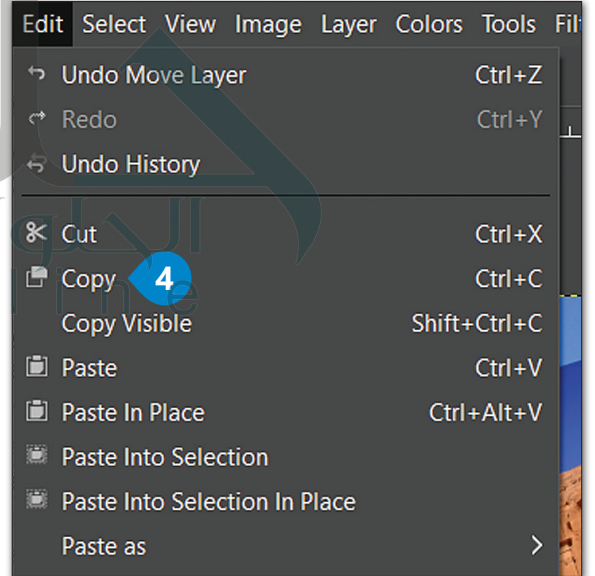 Edit Select View Image Layer Colors Tools
Undo Move Layer Ctrl+Z
Redo Ctrl+Y
Undo History
Cut Ctrl+X
Copy 4 Ctrl+C
Copy Visible Shift+Ctrl+C
Paste Ctrl+V
Paste In Place Ctrl+Alt+V
Paste Into Selection
Paste Into Selection In Place
Paste as